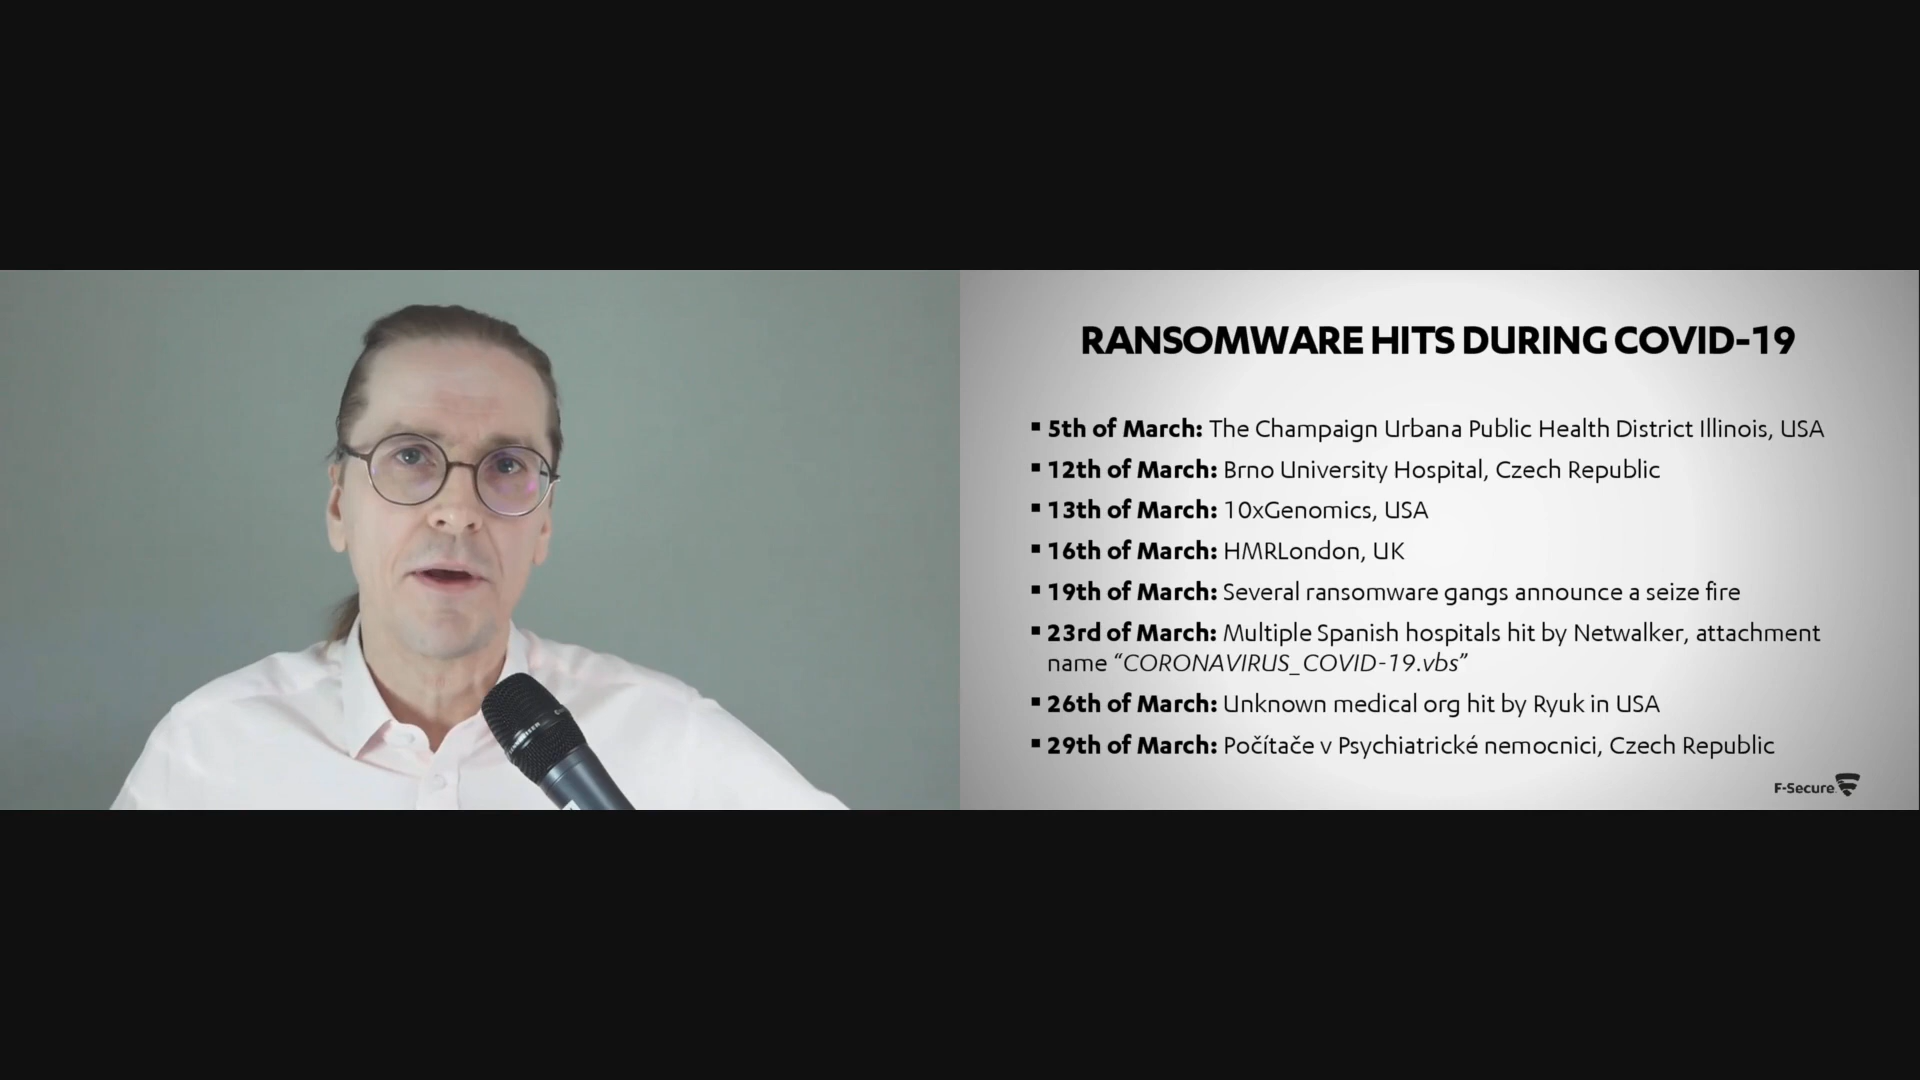 RANSOMWARE HITS DURING COVID-19
▪ 5th of March: The Champaign Urbana Public Health District Illinois, USA
▪ 12th of March: Brno University Hospital, Czech Republic
▪ 13th of March: 10xGenomics, USA
▪ 16th of March: HMRLondon, UK
▪ 19th of March: Several ransomware gangs announce a seize fire
▪ 23rd of March: Multiple Spanish hospitals hit by Netwalker, attachment
name “CORONAVIRUS_COVID-19.vbs”
▪ 26th of March: Unknown medical org hit by Ryuk in USA
▪ 29th of March: Počítače v Psychiatrické nemocnici, Czech Republic
F-Secure